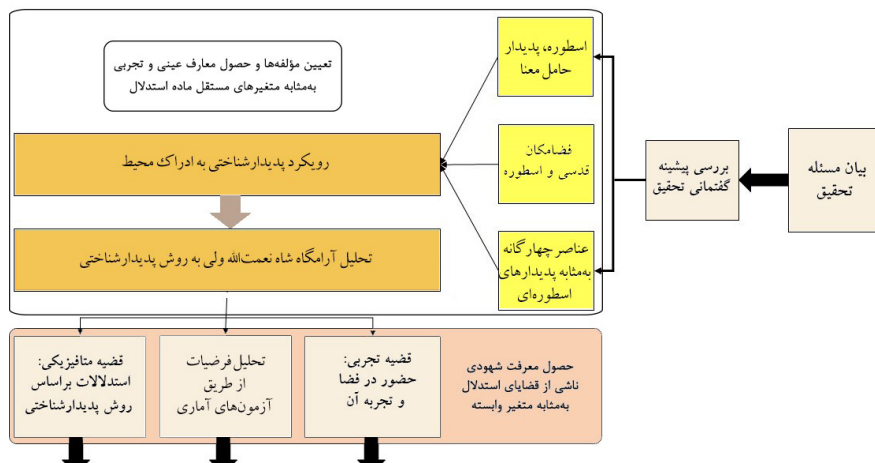 بیان مسئله
تحقیق
بررسی پیشینه
گفتمانی تحقیق
اسطوره، پدیدار
حامل معنا
فضامکان
قدسی و اسطوره
عناصر چهارگانه
به‌مثابه پدیدارهای
اسطوره‌ای
تعیین مؤلفه‌ها و حصول معارف عینی و تجربی
به‌مثابه متغیرهای مستقل ماده استدلال
رویکرد پدیدارشناختی به ادراک محیط
تحلیل آرامگاه شاه نعمت‌الله ولی به روش پدیدارشناختی
حصول معرفت شهودی
ناشی از قضایای استدلال
به‌مثابه متغیر وابسته
قضیه تجربی:
حضور در فضا
و تجربه آن
تحلیل فرضیات
از طریق
آزمون‌های آماری
قضیه متافیزیکی:
استدلالات براساس
روش پدیدارشناختی